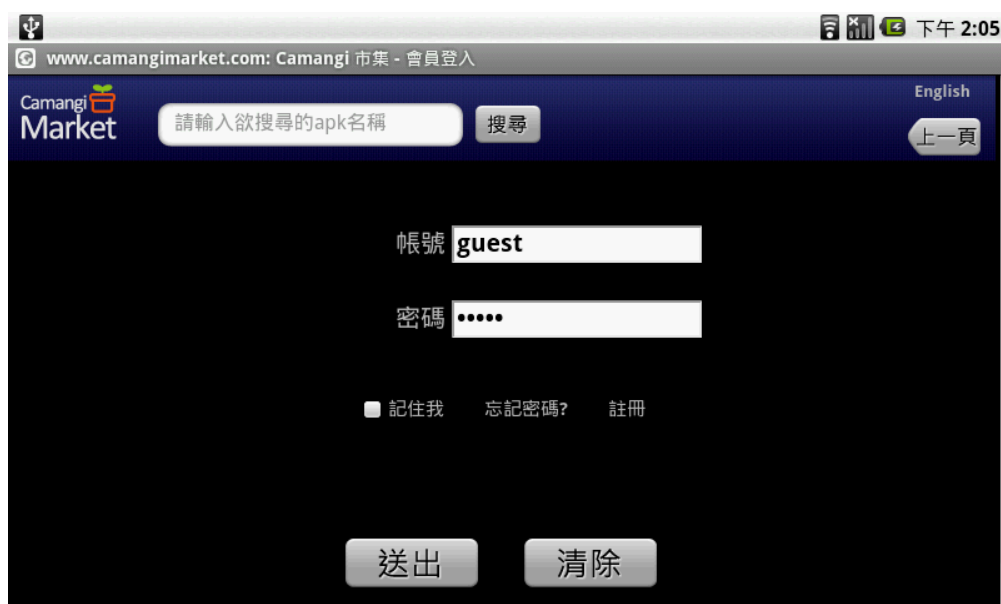 下午 2:05
www.camangimarket.com: Camangi 市集 - 會員登入
Camangi
Market
請輸入欲搜尋的apk名稱
搜尋
English
上一頁
帳號 guest
密碼 •••••
記住我 忘記密碼? 註冊
送出 清除